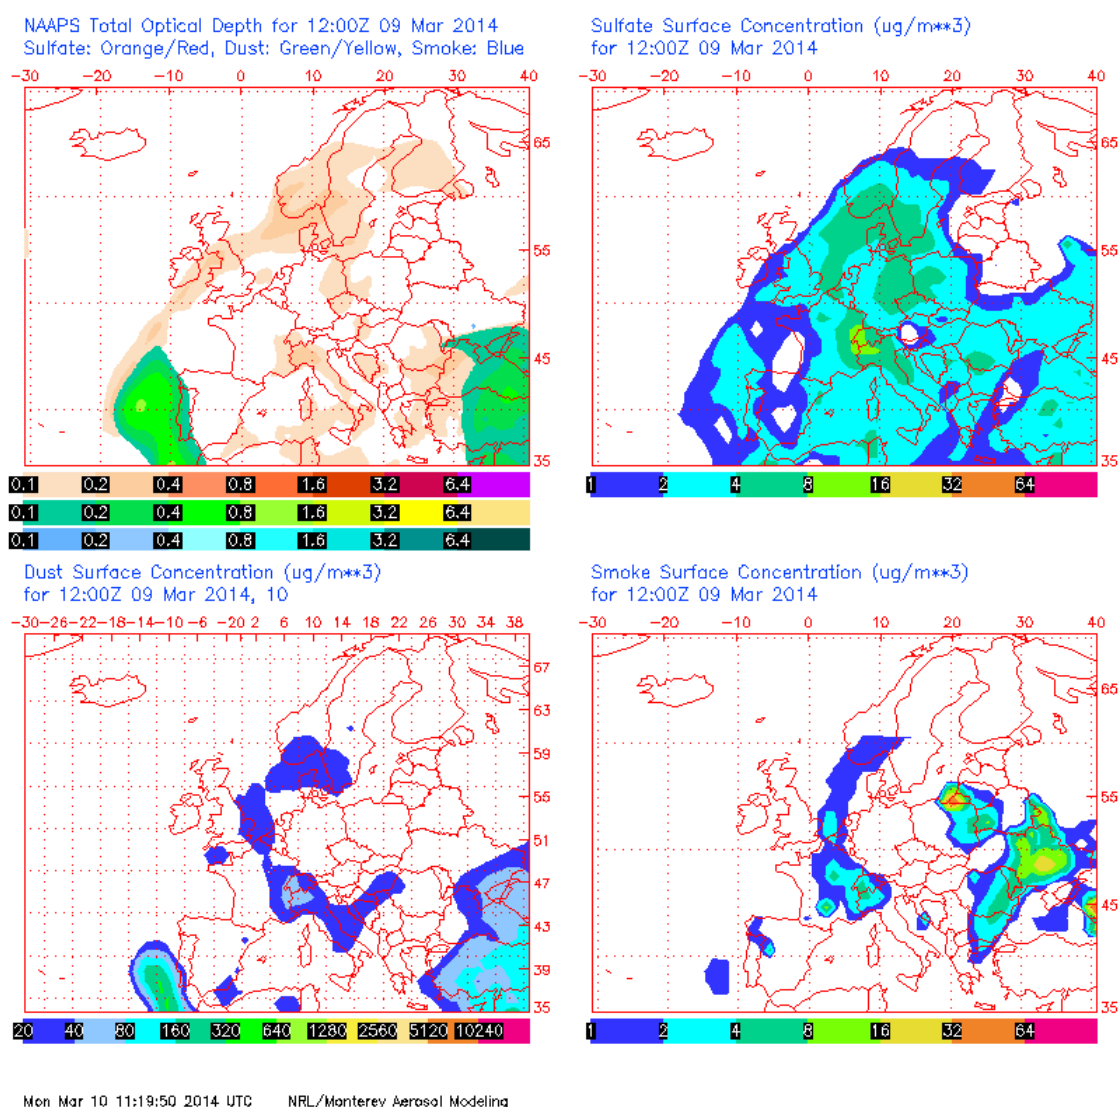 NAAPS Total Optical Depth for 12:00Z 09 Mar 2014
Sulfate: Orange/Red, Dust: Green/Yellow, Smoke: Blue
-30 -20 -10 0 10 20 30 40
65
55
45
35
0.1 0.2 0.4 0.8 1.6 3.2 6.4
0.1 0.2 0.4 0.8 1.6 3.2 6.4
0.1 0.2 0.4 0.8 1.6 3.2 6.4
Sulfate Surface Concentration (ug/m**3)
for 12:00Z 09 Mar 2014
-30 -20 -10 0 10 20 30 40
65
55
45
35
1 2 4 8 16 32 64
Dust Surface Concentration (ug/m**3)
for 12:00Z 09 Mar 2014, 10
-30-26-22-18-14-10 -6 -20 2 6 10 14 18 22 26 30 34 38
67
63
59
55
51
47
43
39
35
20 40 80 160 320 640 1280 2560 5120 10240
Smoke Surface Concentration (ug/m**3)
for 12:00Z 09 Mar 2014
-30 -20 -10 0 10 20 30 40
65
55
45
35
1 2 4 8 16 32 64
Mon Mar 10 11:19:50 2014 UTC NRL/Monterey Aerosol Modeling